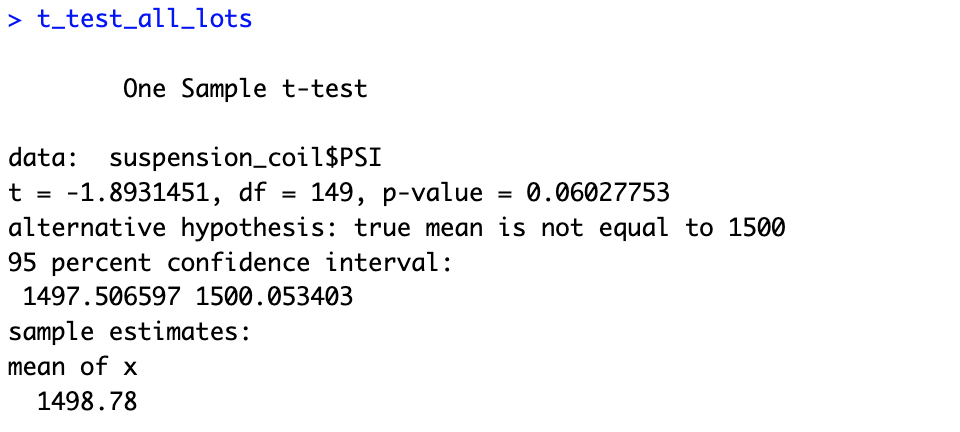 > t_test_all_lots
One Sample t-test
data:  suspension_coil$PSI
t = -1.8931451, df = 149, p-value = 0.06027753
alternative hypothesis: true mean is not equal to 1500
95 percent confidence interval:
1497.506597 1500.053403
sample estimates:
mean of x
1498.78